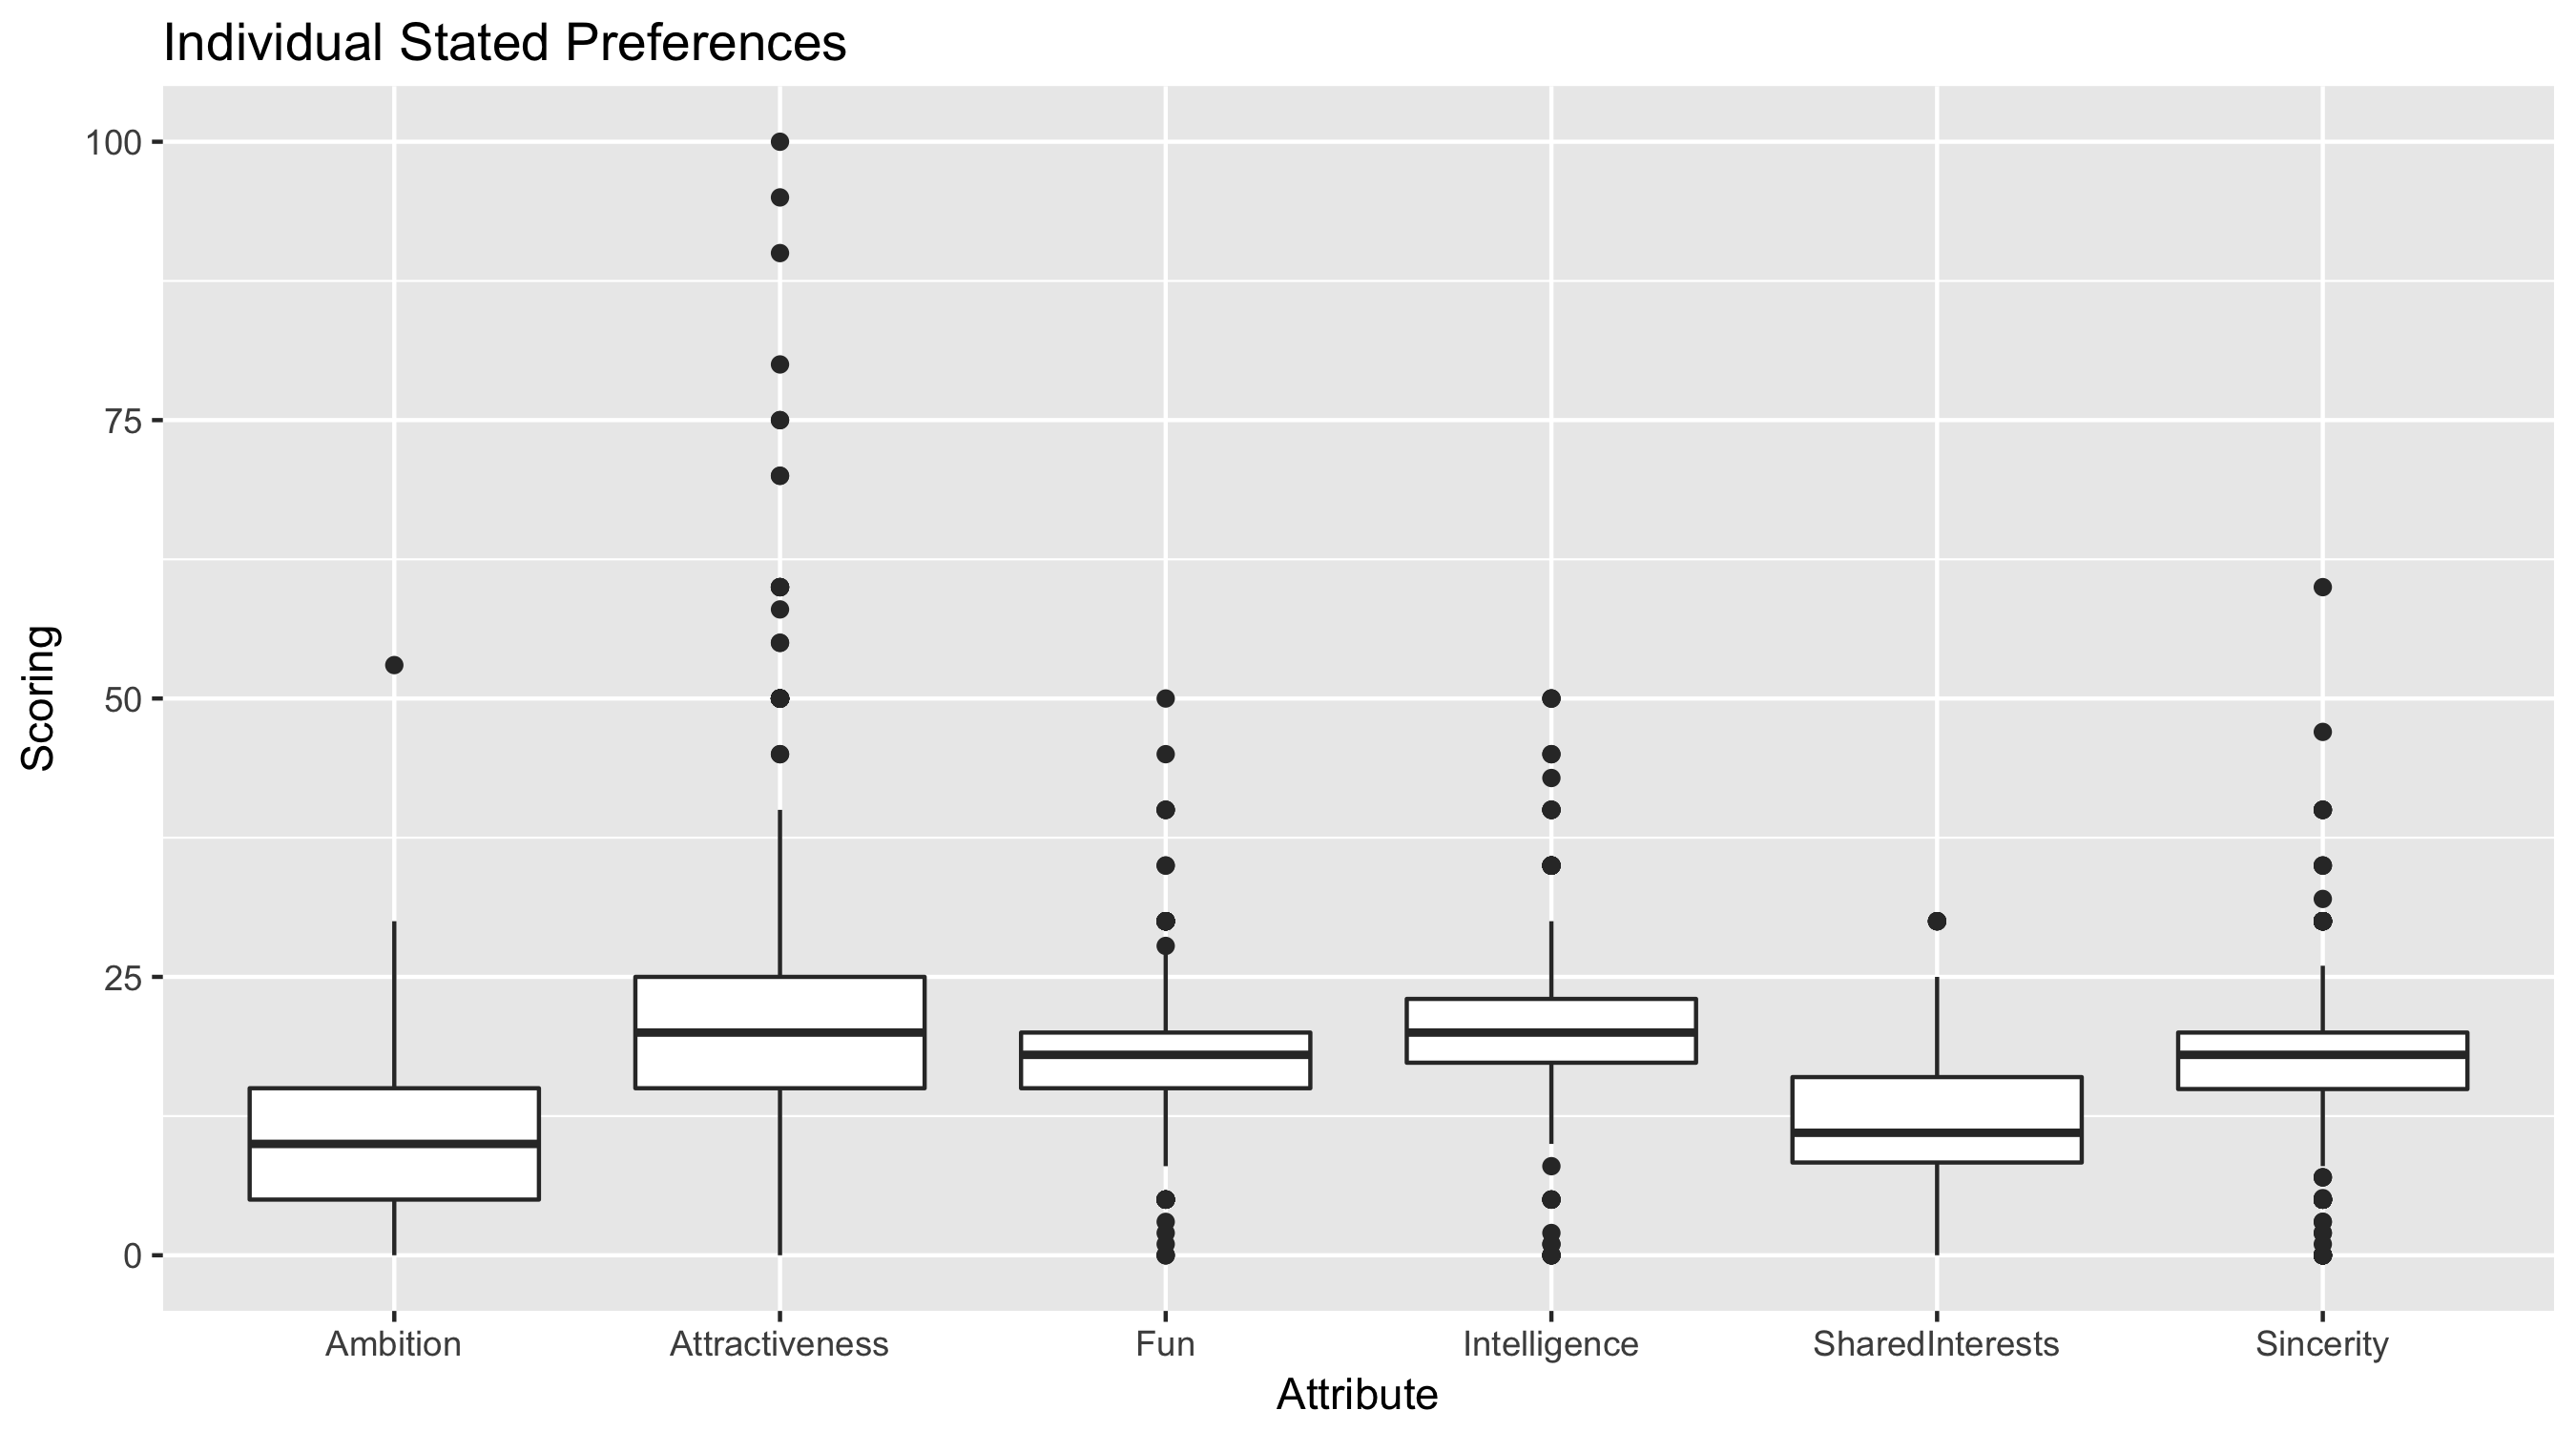 Individual Stated Preferences
100
75
50
25
0
Scoring
Ambition
Attractiveness
Fun
Intelligence
SharedInterests
Sincerity
Attribute